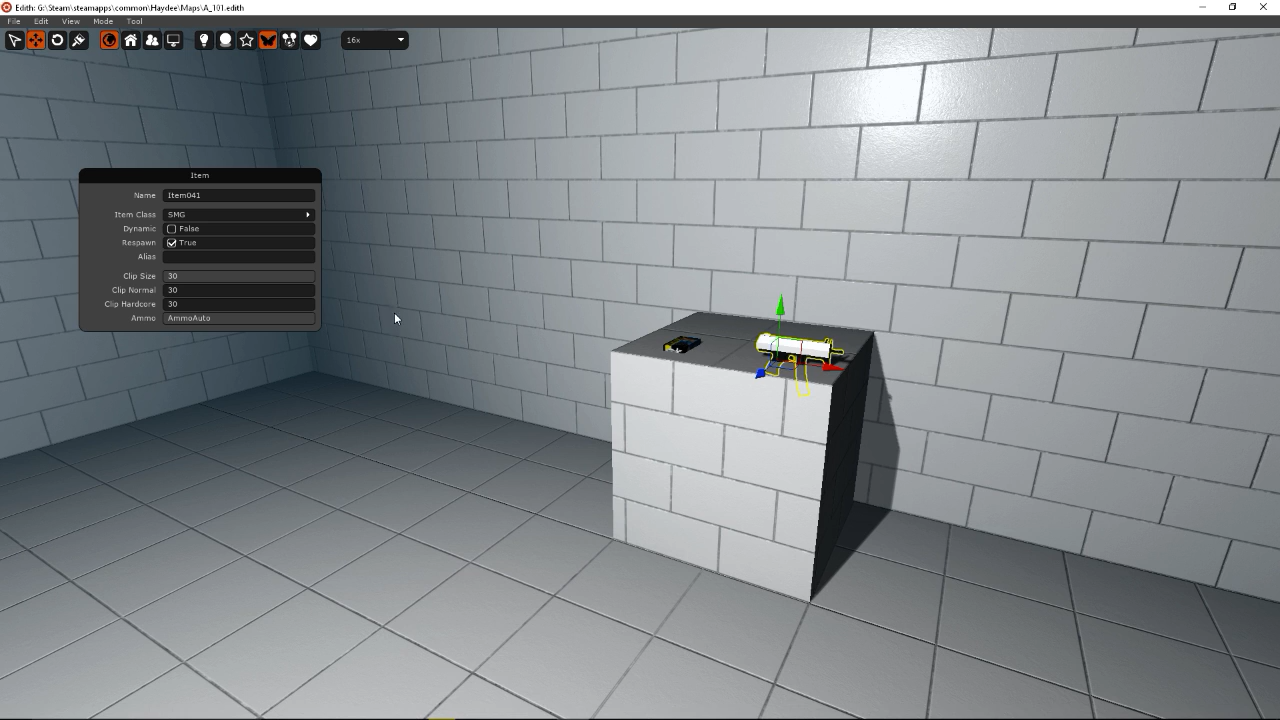 Edith: G:\Steam\steamapps\common\Haydee\Maps\A_101.edith
File Edit View Mode Tool
16x
Item
Name Item041
Item Class SMG
Dynamic False
Respawn True
Alias
Clip Size 30
Clip Normal 30
Clip Hardcore 30
Ammo AmmoAuto